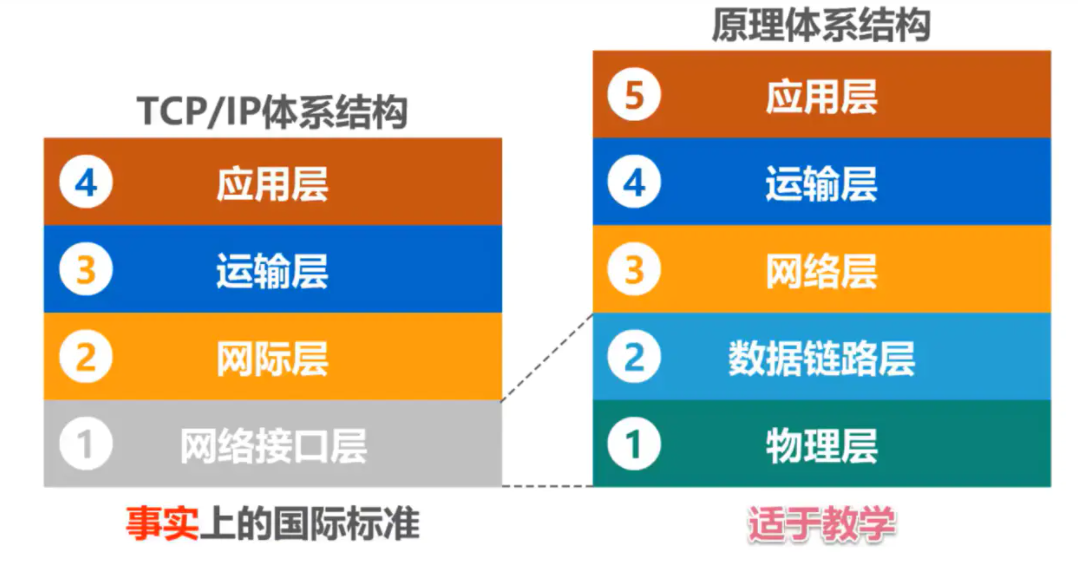 TCP/IP体系结构
4 应用层
3 运输层
2 网际层
1 网络接口层
事实上的国际标准
原理体系结构
5 应用层
4 运输层
3 网络层
2 数据链路层
1 物理层
适于教学